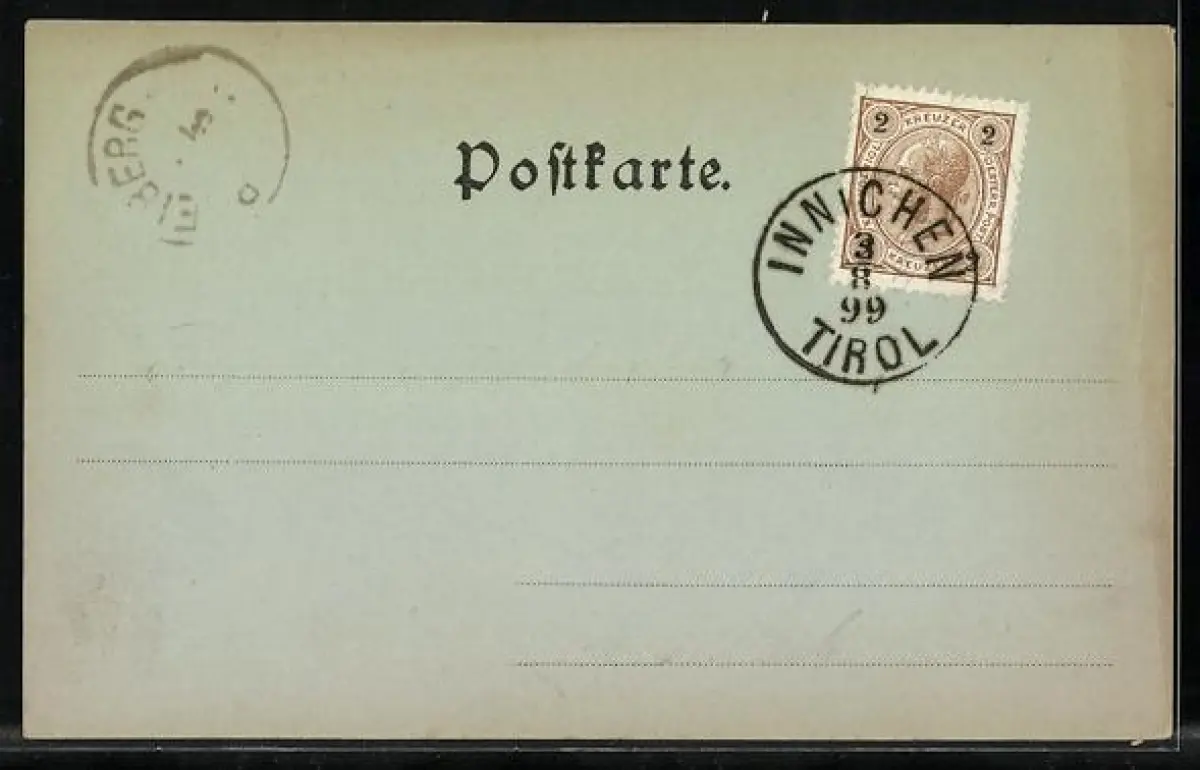 BERG
Postkarte.
2 KREUZER 2
INNICHEN
3
8
99
TIROL